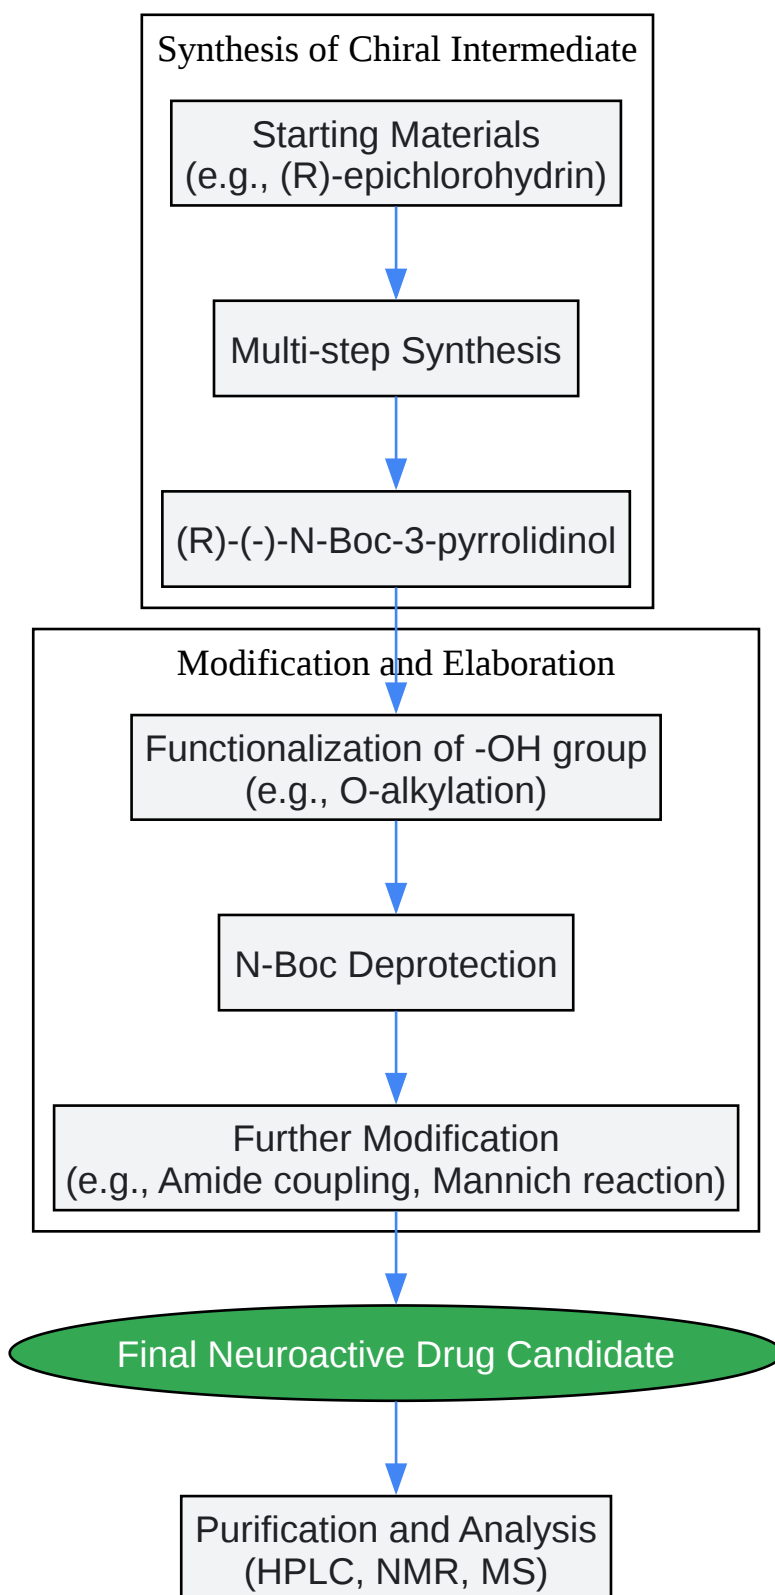 Synthesis of Chiral Intermediate
Starting Materials
(e.g., (R)-epichlorohydrin)
Multi-step Synthesis
(R)-(-)-N-Boc-3-pyrrolidinol
Modification and Elaboration
Functionalization of -OH group
(e.g., O-alkylation)
N-Boc Deprotection
Further Modification
(e.g., Amide coupling, Mannich reaction)
Final Neuroactive Drug Candidate
Purification and Analysis
(HPLC, NMR, MS)